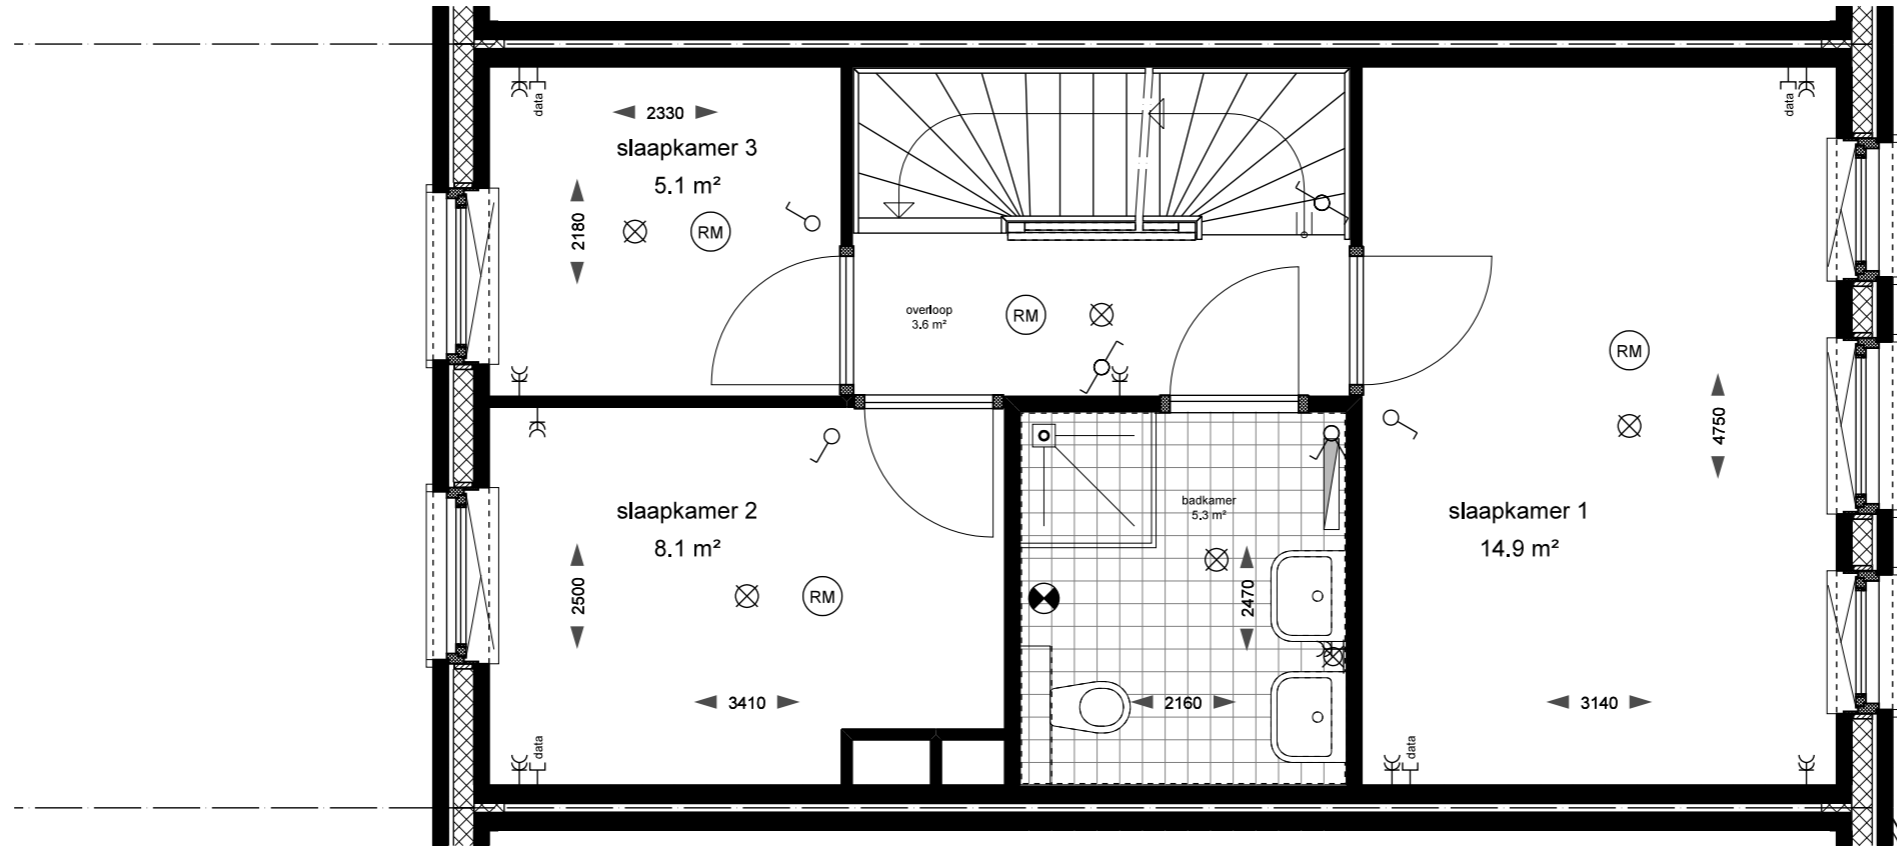 data
2330
slaapkamer 3
5.1 m²
2180
RM
overloop
3.6 m²
RM
data
RM
4750
slaapkamer 2
8.1 m²
2500
RM
3410
data
badkamer
5.3 m²
2470
2160
slaapkamer 1
14.9 m²
3140
data